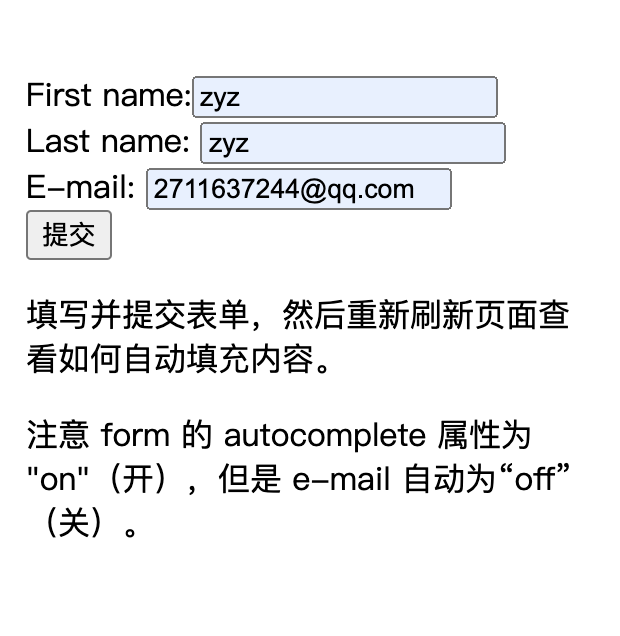 First name: zyz
Last name: zyz
E-mail: 2711637244@qq.com
提交
填写并提交表单，然后重新刷新页面查
看如何自动填充内容。
注意 form 的 autocomplete 属性为
"on"（开），但是 e-mail 自动为“off”
（关）。